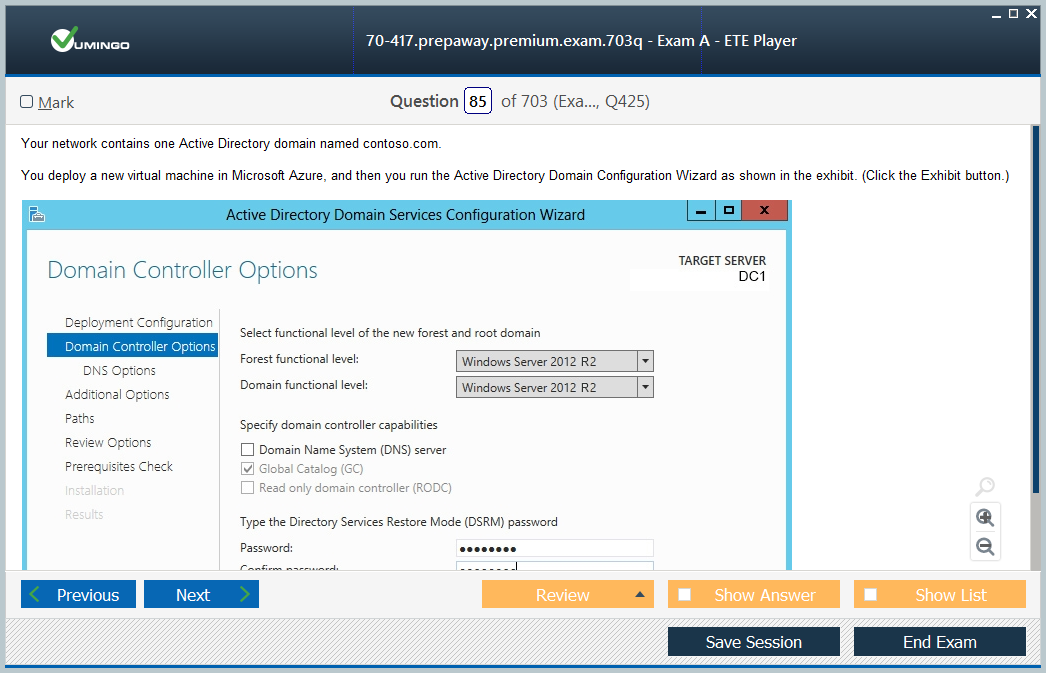 VUMINGO
70-417.prepaway.premium.exam.703q - Exam A - ETE Player
Mark
Question 85 of 703 (Exa..., Q425)
Your network contains one Active Directory domain named contoso.com.
You deploy a new virtual machine in Microsoft Azure, and then you run the Active Directory Domain Configuration Wizard as shown in the exhibit. (Click the Exhibit button.)
Active Directory Domain Services Configuration Wizard
Domain Controller Options
TARGET SERVER
DC1
Deployment Configuration
Domain Controller Options
DNS Options
Additional Options
Paths
Review Options
Prerequisites Check
Installation
Results
Select functional level of the new forest and root domain
Forest functional level: Windows Server 2012 R2
Domain functional level: Windows Server 2012 R2
Specify domain controller capabilities
Domain Name System (DNS) server
Global Catalog (GC)
Read only domain controller (RODC)
Type the Directory Services Restore Mode (DSRM) password
Password: ●●●●●●●●
Confirm password: ●●●●●●●●
Previous
Next
Review
Show Answer
Show List
Save Session
End Exam